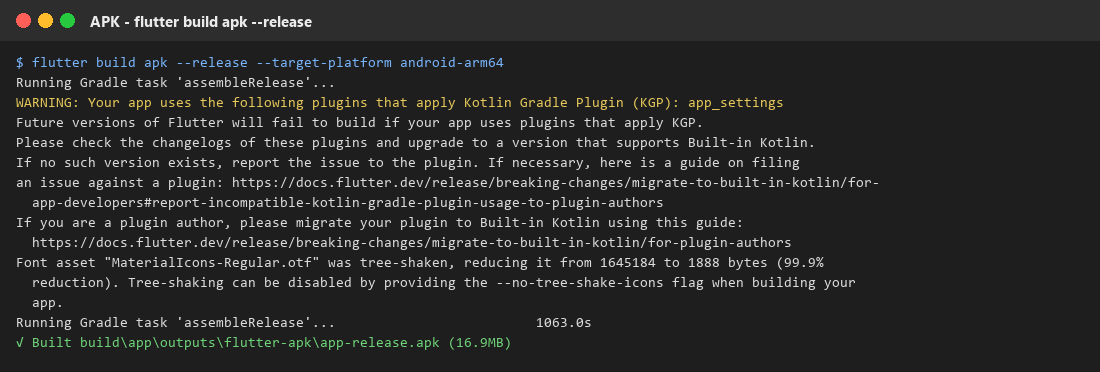 APK - flutter build apk --release
$ flutter build apk --release --target-platform android-arm64
Running Gradle task 'assembleRelease'...
WARNING: Your app uses the following plugins that apply Kotlin Gradle Plugin (KGP): app_settings
Future versions of Flutter will fail to build if your app uses plugins that apply KGP.
Please check the changelogs of these plugins and upgrade to a version that supports Built-in Kotlin.
If no such version exists, report the issue to the plugin. If necessary, here is a guide on filing
an issue against a plugin: https://docs.flutter.dev/release/breaking-changes/migrate-to-built-in-kotlin/for-
app-developers#report-incompatible-kotlin-gradle-plugin-usage-to-plugin-authors
If you are a plugin author, please migrate your plugin to Built-in Kotlin using this guide:
https://docs.flutter.dev/release/breaking-changes/migrate-to-built-in-kotlin/for-plugin-authors
Font asset "MaterialIcons-Regular.otf" was tree-shaken, reducing it from 1645184 to 1888 bytes (99.9%
reduction). Tree-shaking can be disabled by providing the --no-tree-shake-icons flag when building your
app.
Running Gradle task 'assembleRelease'... 1063.0s
√ Built build\app\outputs\flutter-apk\app-release.apk (16.9MB)